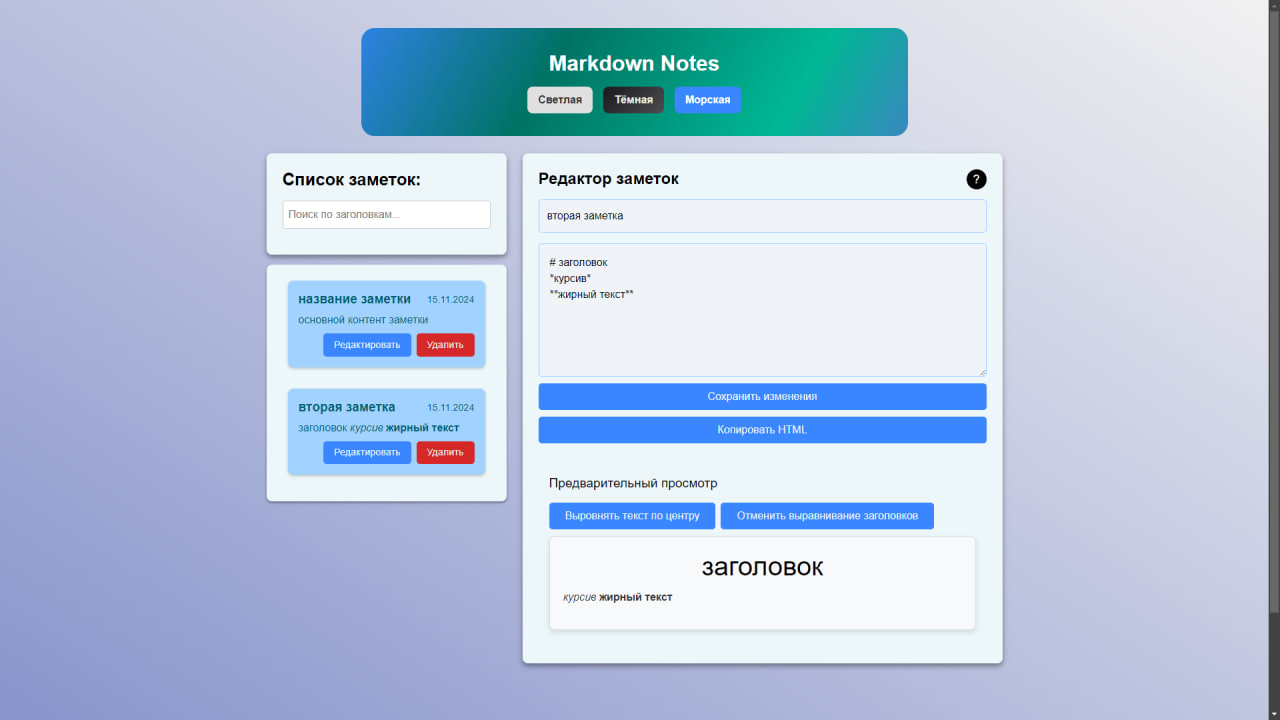 Markdown Notes
Светлая Тёмная Морская
Список заметок:
Поиск по заголовкам...
название заметки 15.11.2024
основной контент заметки
Редактировать Удалить
вторая заметка 15.11.2024
заголовок курсив жирный текст
Редактировать Удалить
Редактор заметок ?
вторая заметка
# заголовок
*курсив*
**жирный текст**
Сохранить изменения
Копировать HTML
Предварительный просмотр
Выровнять текст по центру Отменить выравнивание заголовков
заголовок
курсив жирный текст